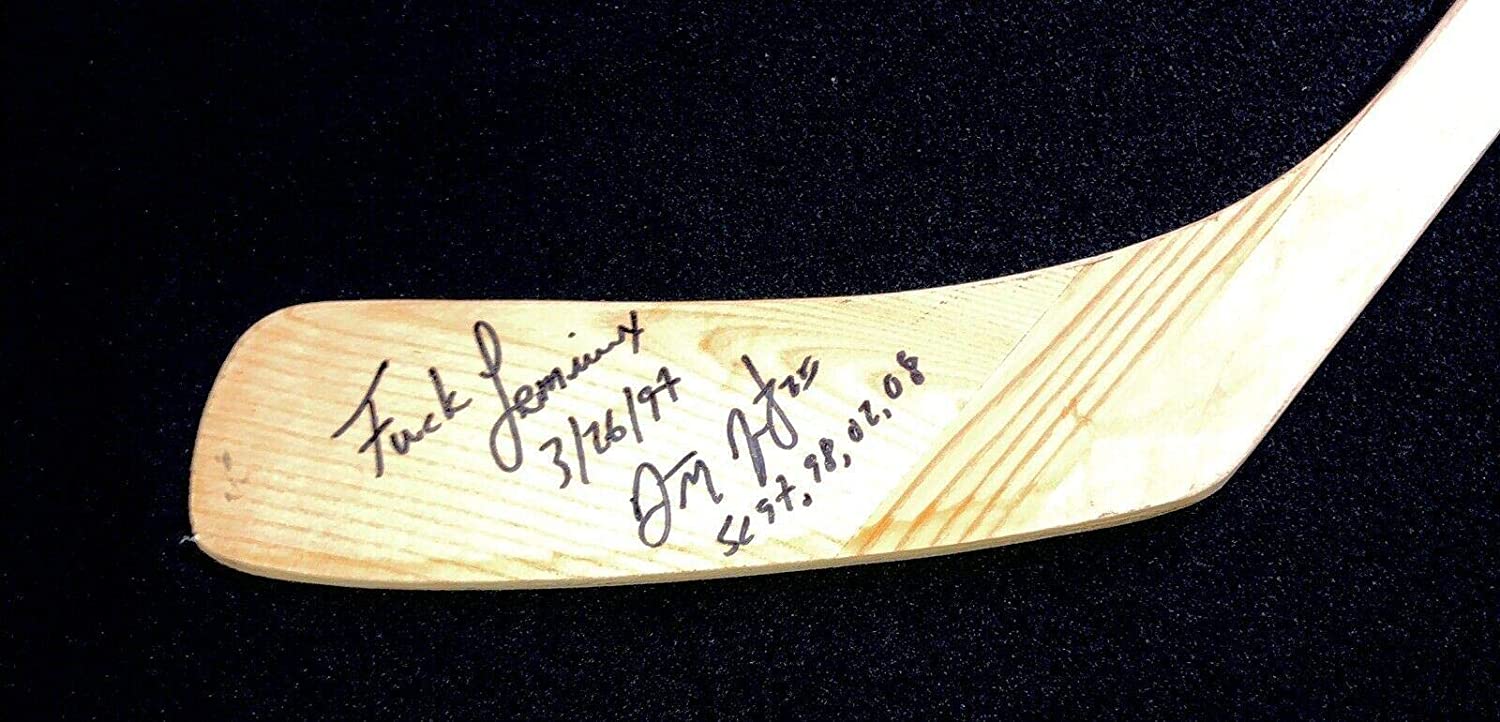 Fuck Lemieux
3/26/97
25
SC 97, 98, 02, 08